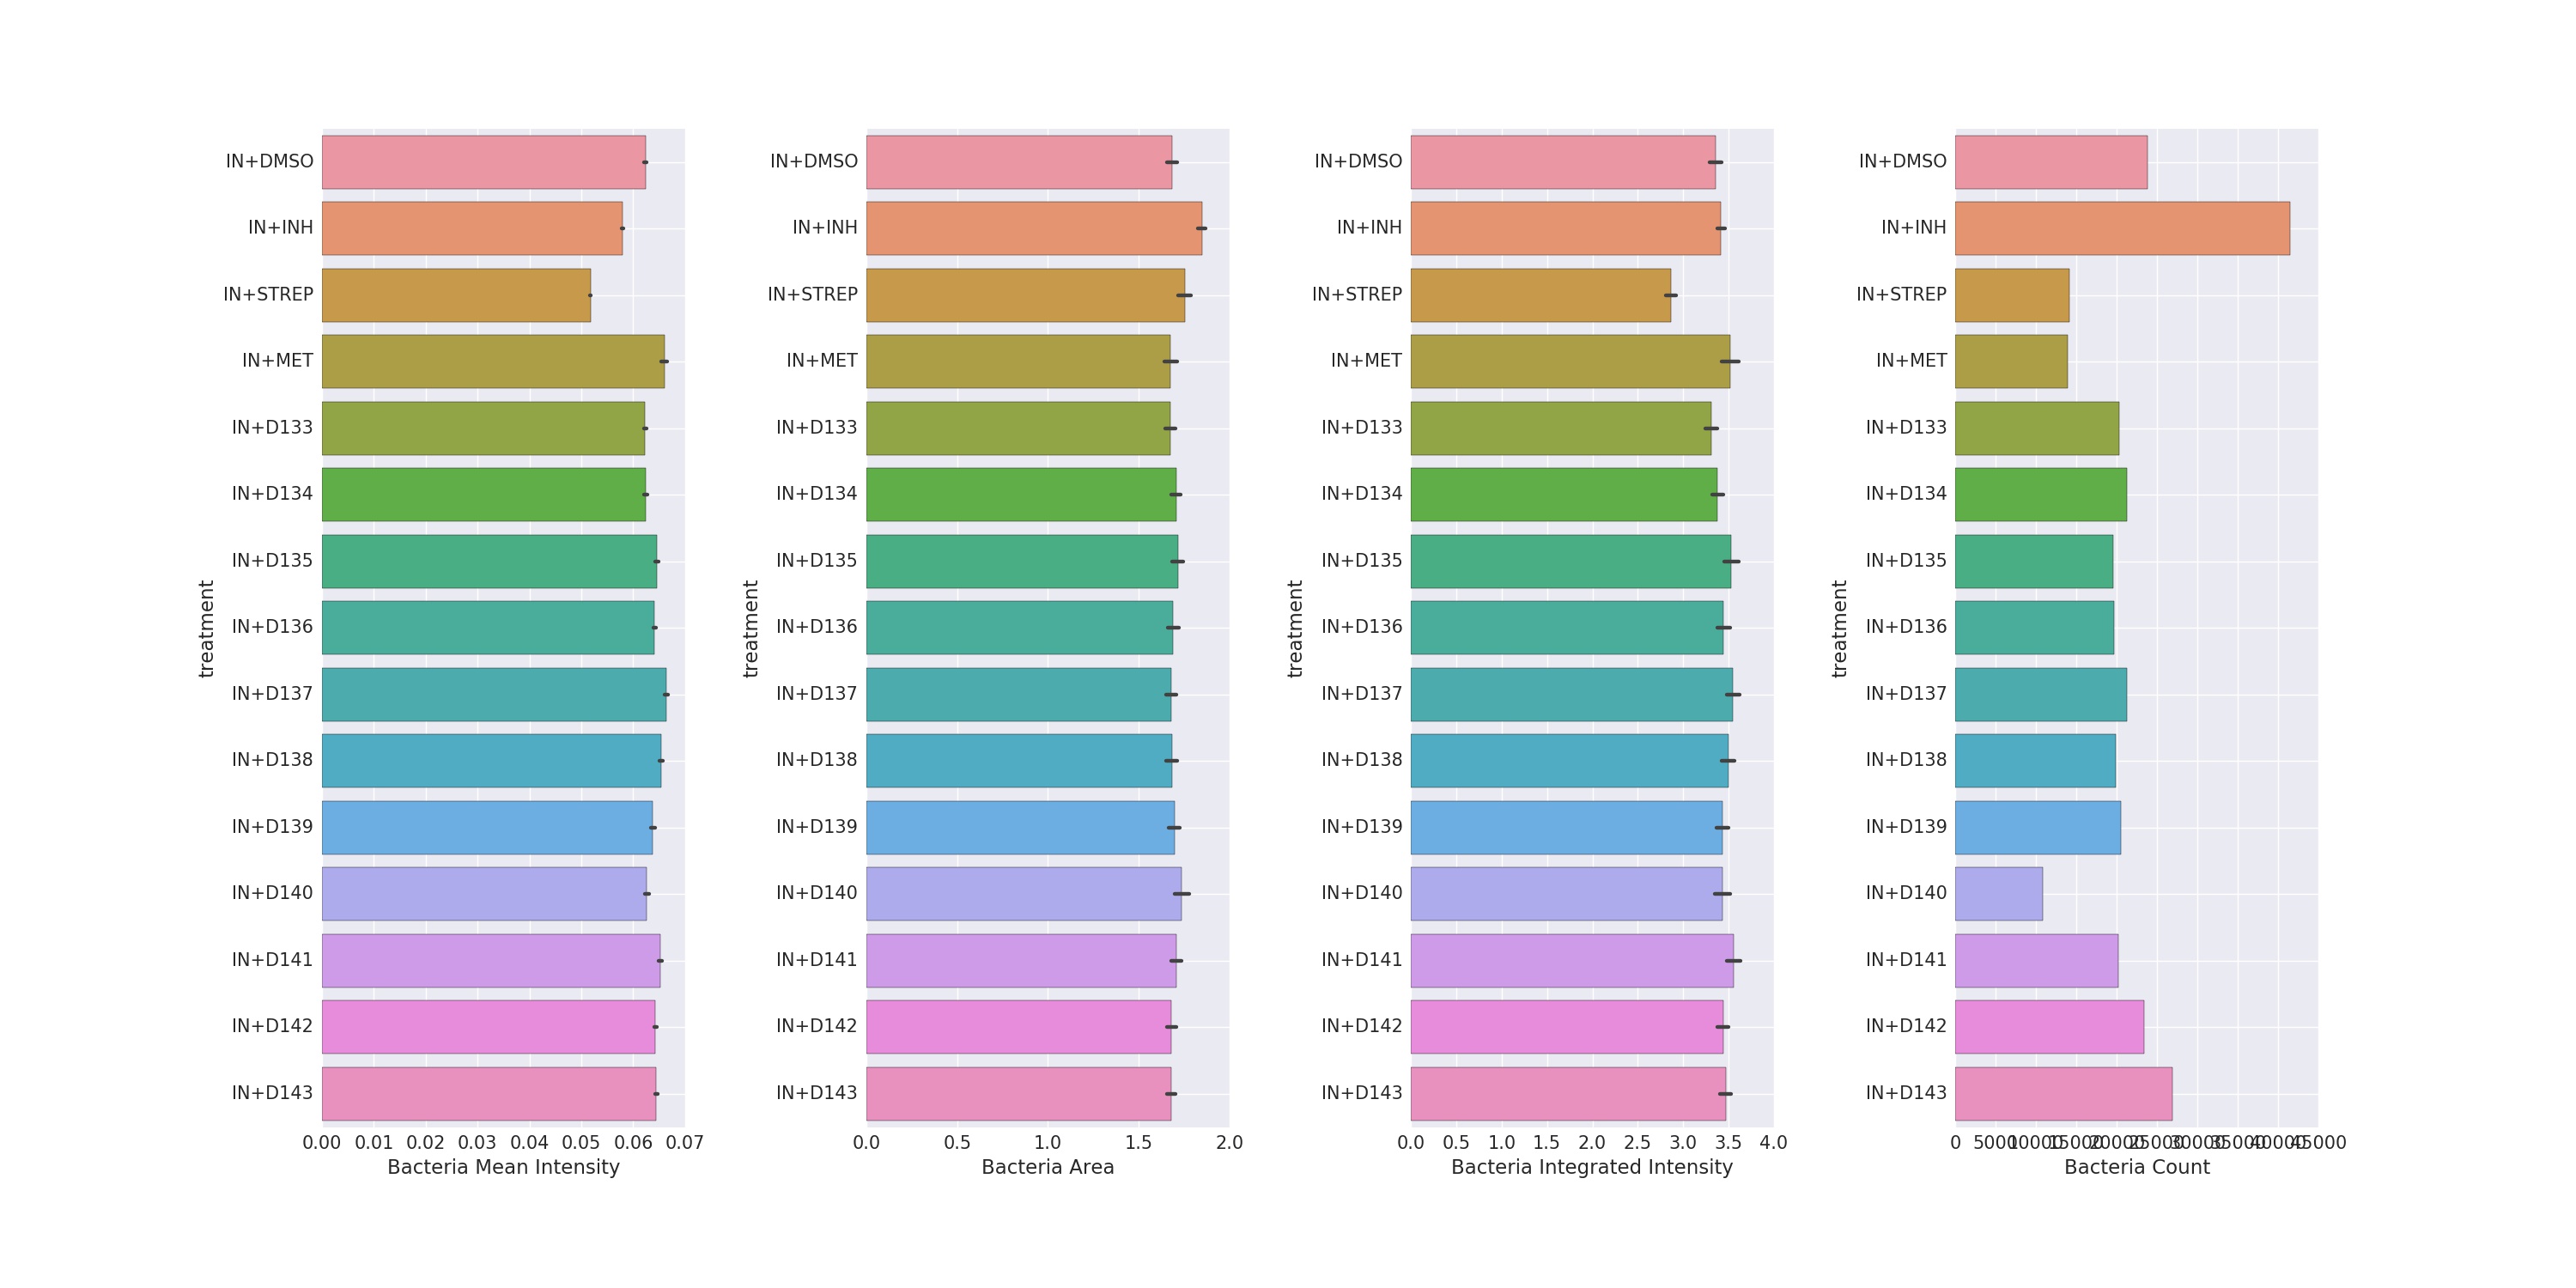 IN+DMSO
IN+INH
IN+STREP
IN+MET
IN+D133
IN+D134
IN+D135
IN+D136
IN+D137
IN+D138
IN+D139
IN+D140
IN+D141
IN+D142
IN+D143
treatment
0.00 0.01 0.02 0.03 0.04 0.05 0.06 0.07
Bacteria Mean Intensity
IN+DMSO
IN+INH
IN+STREP
IN+MET
IN+D133
IN+D134
IN+D135
IN+D136
IN+D137
IN+D138
IN+D139
IN+D140
IN+D141
IN+D142
IN+D143
treatment
0.0 0.5 1.0 1.5 2.0
Bacteria Area
IN+DMSO
IN+INH
IN+STREP
IN+MET
IN+D133
IN+D134
IN+D135
IN+D136
IN+D137
IN+D138
IN+D139
IN+D140
IN+D141
IN+D142
IN+D143
treatment
0.0 0.5 1.0 1.5 2.0 2.5 3.0 3.5 4.0
Bacteria Integrated Intensity
IN+DMSO
IN+INH
IN+STREP
IN+MET
IN+D133
IN+D134
IN+D135
IN+D136
IN+D137
IN+D138
IN+D139
IN+D140
IN+D141
IN+D142
IN+D143
treatment
0 5000 10000 15000 20000 25000 30000 35000 40000 45000
Bacteria Count